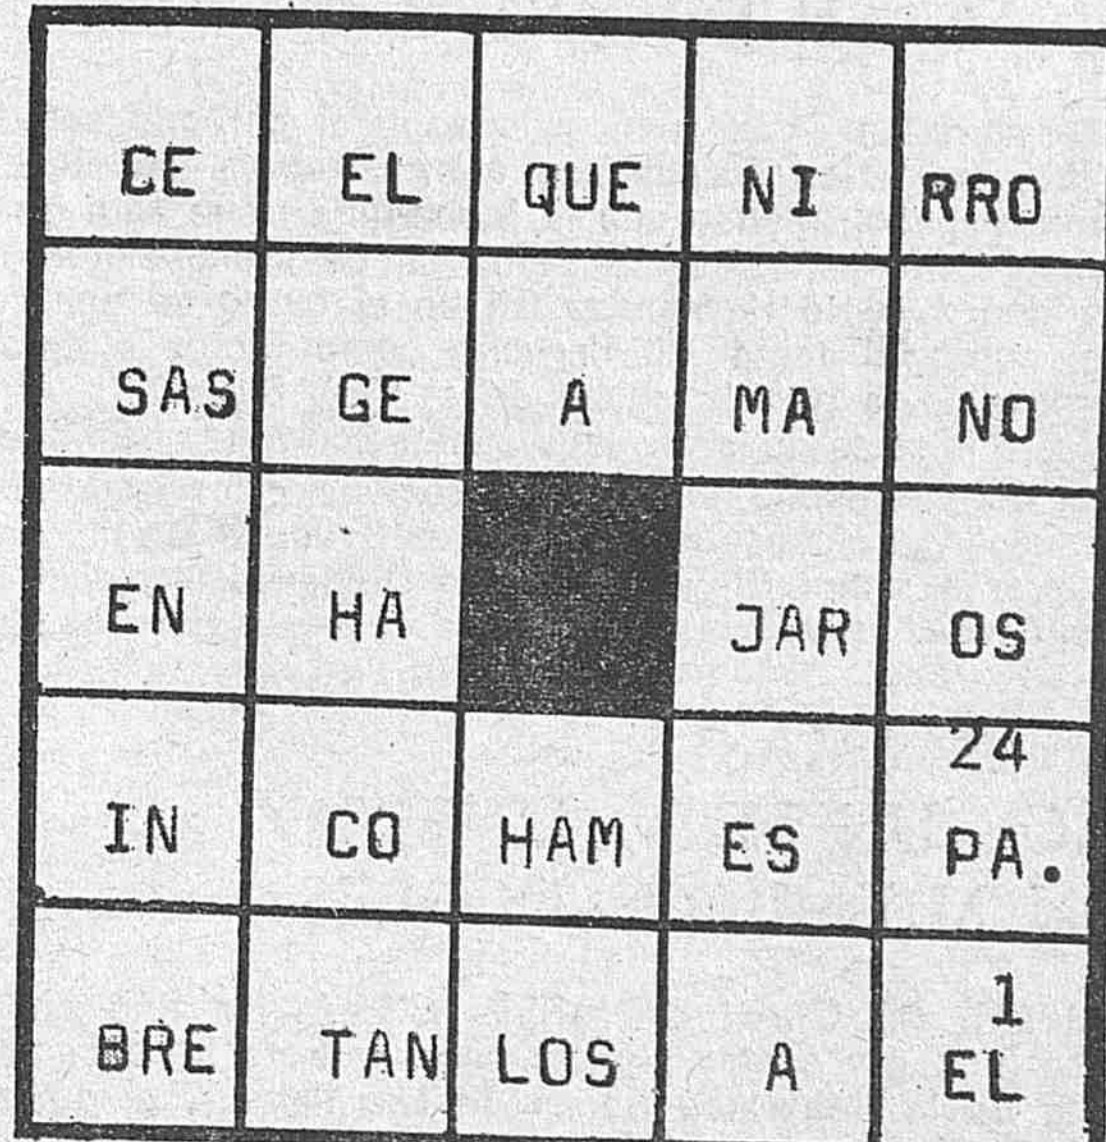 CE EL QUE NI RRO
SAS GE A MA NO
EN HA JAR OS
24
IN CO HAM ES PA.
1
BRE TAN LOS A EL